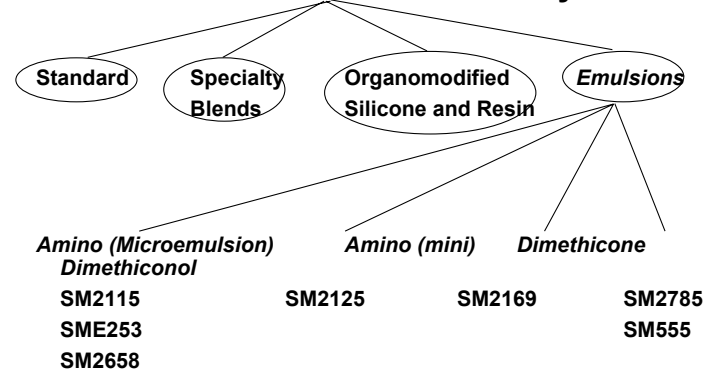 Standard Specialty Organomodified Emulsions
Blends Silicone and Resin
Amino (Microemulsion) Amino (mini) Dimethicone
Dimethiconol
SM2115 SM2125 SM2169 SM2785
SME253 SM555
SM2658